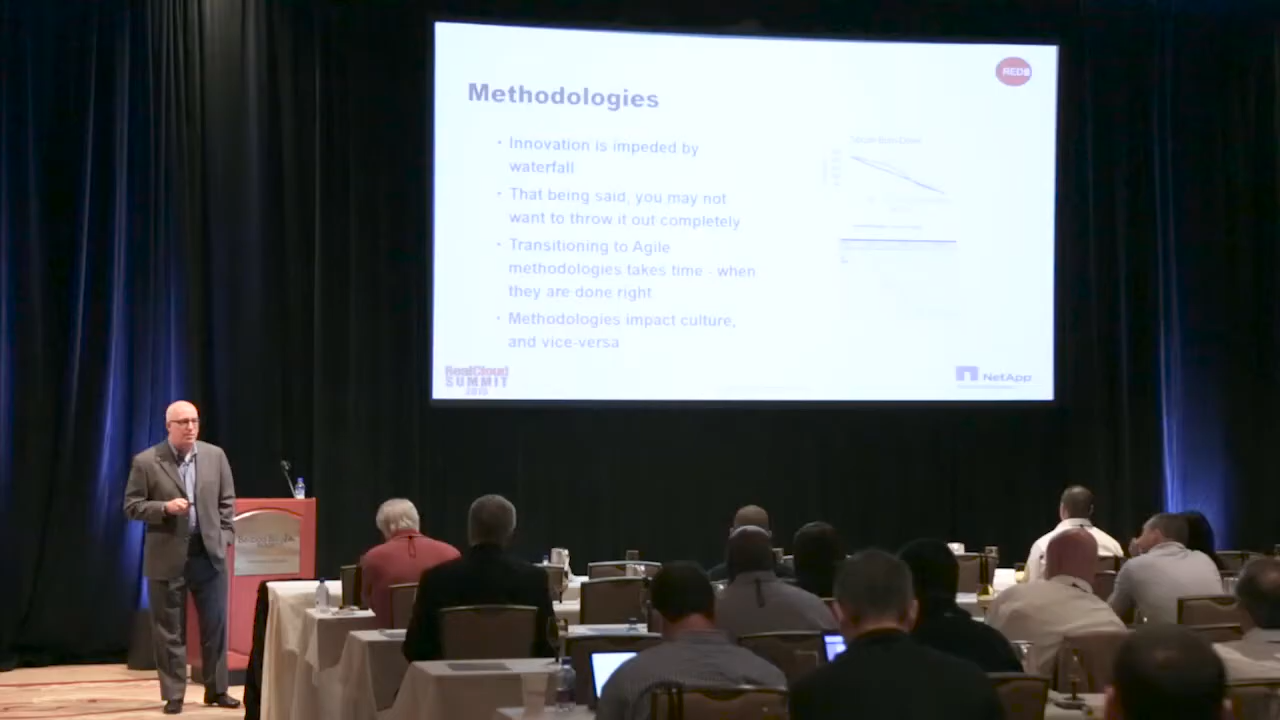 RED8
Methodologies
• Innovation is impeded by
waterfall
• That being said, you may not
want to throw it out completely
• Transitioning to Agile
methodologies takes time - when
they are done right
• Methodologies impact culture,
and vice-versa
RealCloud
SUMMIT
2015
NetApp